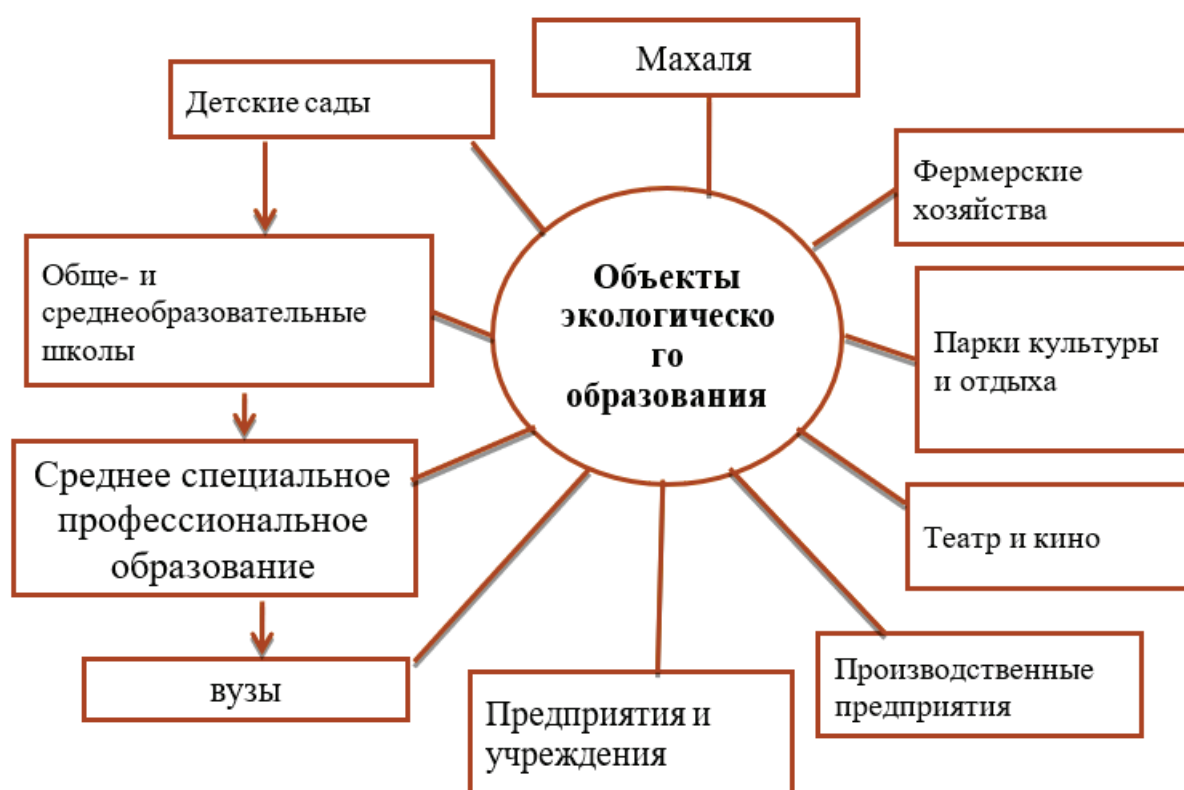 Махаля
Детские сады
Фермерские
хозяйства
Обще- и
среднеобразовательные
школы
Объекты
экологическо
го
образования
Парки культуры
и отдыха
Среднее специальное
профессиональное
образование
Театр и кино
вузы
Предприятия и
учреждения
Производственные
предприятия